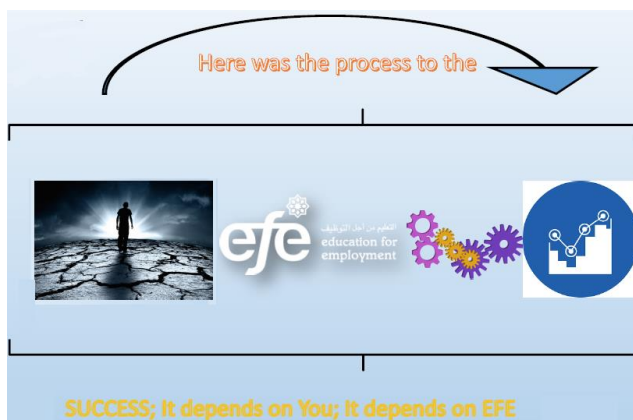 Here was the process to the
efe
التعليم من أجل التوظيف
education for
employment
SUCCESS; It depends on You; It depends on EFE